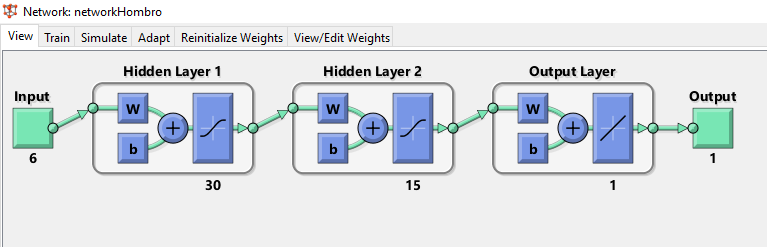 Network: networkHombro
View Train Simulate Adapt Reinitialize Weights View/Edit Weights
Hidden Layer 1 Hidden Layer 2 Output Layer
Input Output
W W W
b b b
6 1
30 15 1